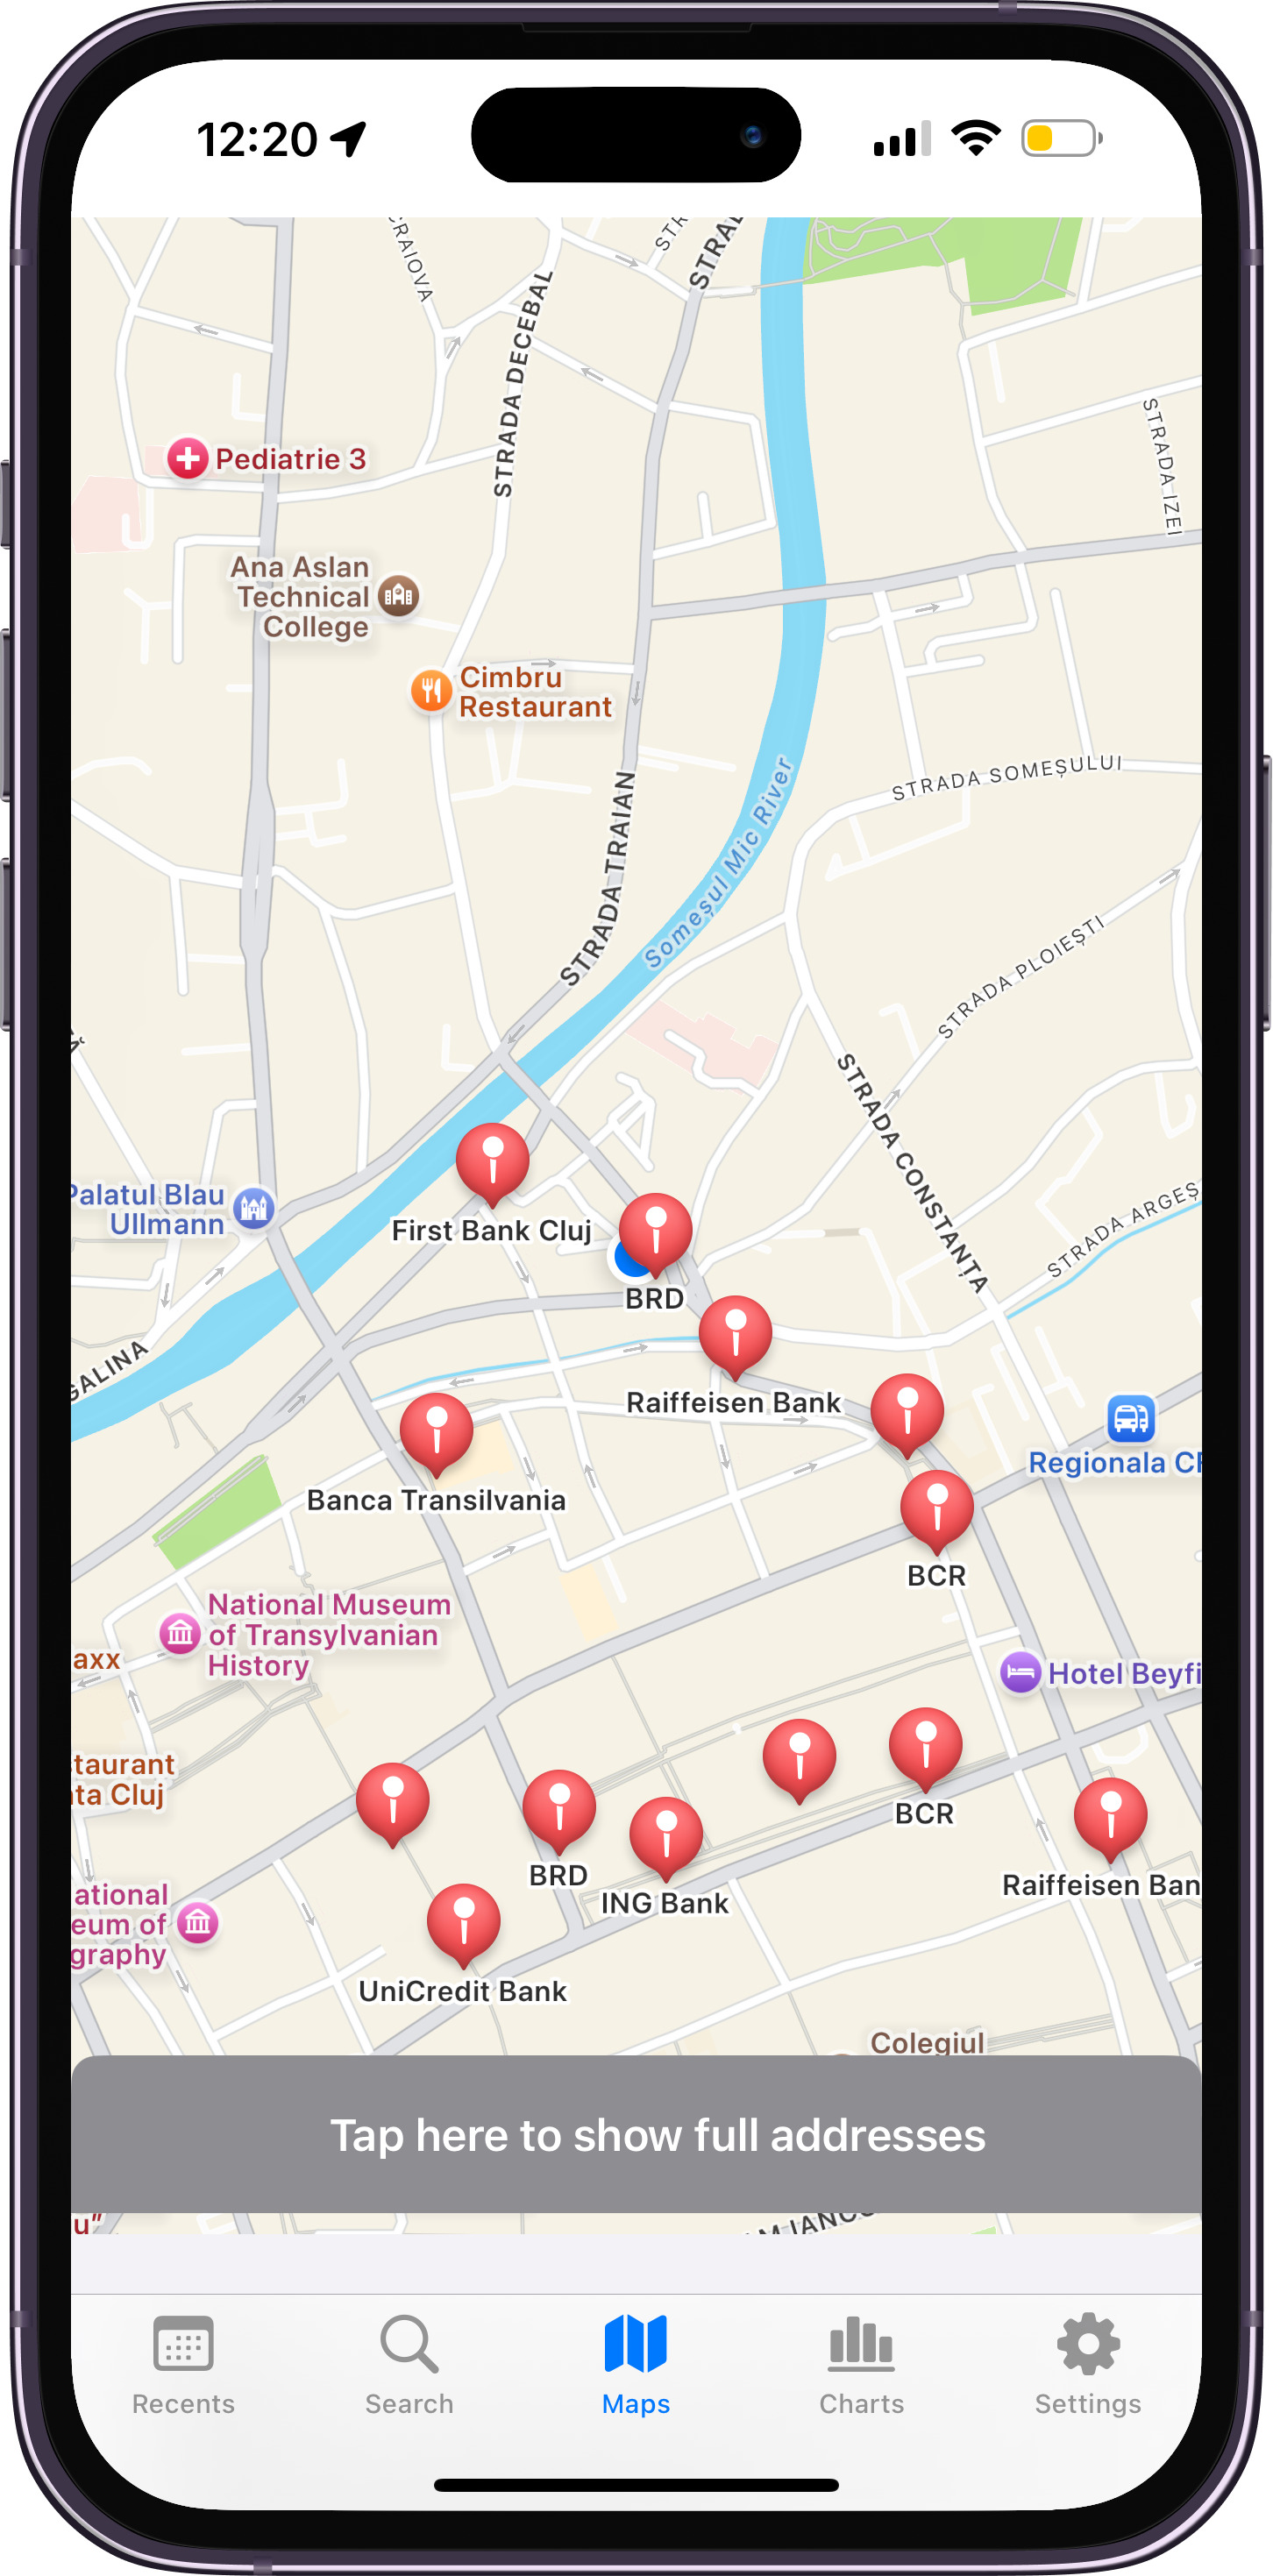 12:20
CRAIOVA
STR
STRAD
STRADA DECEBAL
STRADA IZEI
Pediatrie 3
Ana Aslan
Technical
College
Cimbru
Restaurant
STRADA SOMEȘULUI
STRADA TRAIAN
Someșul Mic River
STRADA PLOIEȘTI
STRADA CONSTANȚA
Palatul Blau
Ullmann
First Bank Cluj
STRADA ARGEȘ
BRD
GALINA
Raiffeisen Bank
Regionala CF
Banca Transilvania
BCR
National Museum
of Transylvanian
History
axx
Hotel Beyfi
staurant
ata Cluj
BCR
BRD
ING Bank
Raiffeisen Ban
ational
eum of
graphy
UniCredit Bank
Colegiul
Tap here to show full addresses
u”
M IANCU
Recents
Search
Maps
Charts
Settings